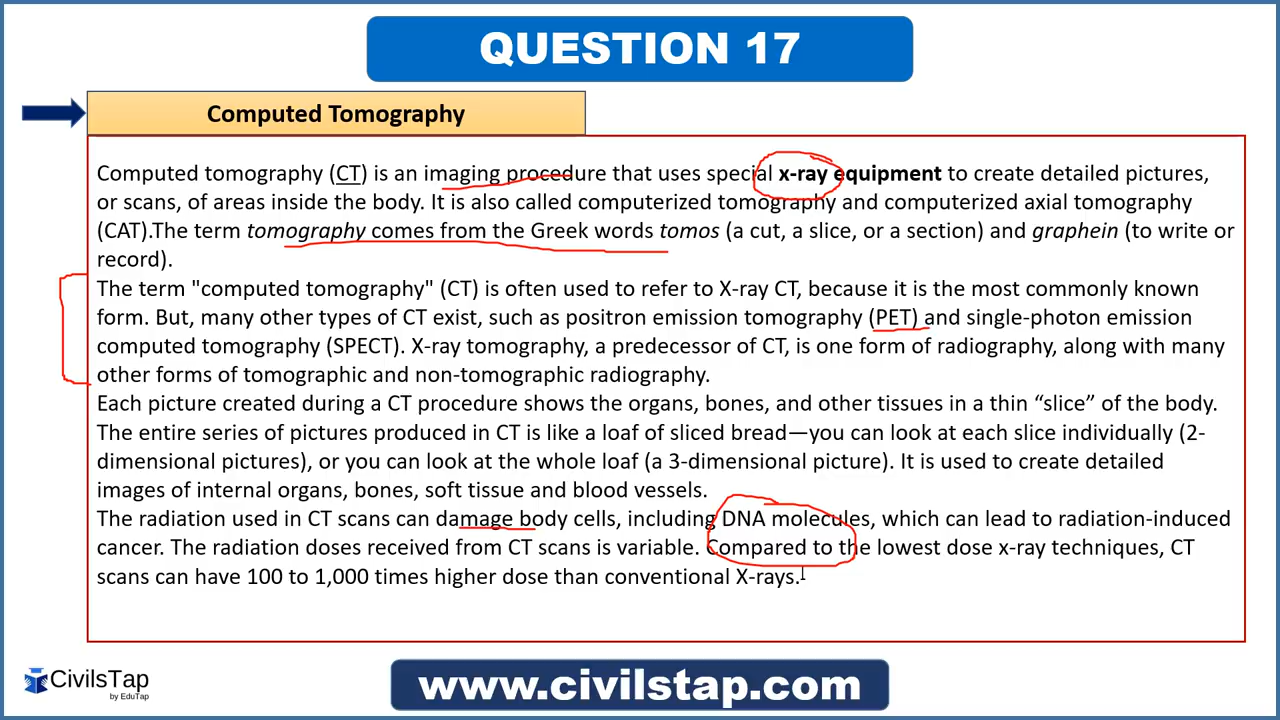 QUESTION 17
Computed Tomography
Computed tomography (CT) is an imaging procedure that uses special x-ray equipment to create detailed pictures,
or scans, of areas inside the body. It is also called computerized tomography and computerized axial tomography
(CAT).The term tomography comes from the Greek words tomos (a cut, a slice, or a section) and graphein (to write or
record).
The term "computed tomography" (CT) is often used to refer to X-ray CT, because it is the most commonly known
form. But, many other types of CT exist, such as positron emission tomography (PET) and single-photon emission
computed tomography (SPECT). X-ray tomography, a predecessor of CT, is one form of radiography, along with many
other forms of tomographic and non-tomographic radiography.
Each picture created during a CT procedure shows the organs, bones, and other tissues in a thin “slice” of the body.
The entire series of pictures produced in CT is like a loaf of sliced bread—you can look at each slice individually (2-
dimensional pictures), or you can look at the whole loaf (a 3-dimensional picture). It is used to create detailed
images of internal organs, bones, soft tissue and blood vessels.
The radiation used in CT scans can damage body cells, including DNA molecules, which can lead to radiation-induced
cancer. The radiation doses received from CT scans is variable. Compared to the lowest dose x-ray techniques, CT
scans can have 100 to 1,000 times higher dose than conventional X-rays.
CivilsTap
by EduTap
www.civilstap.com